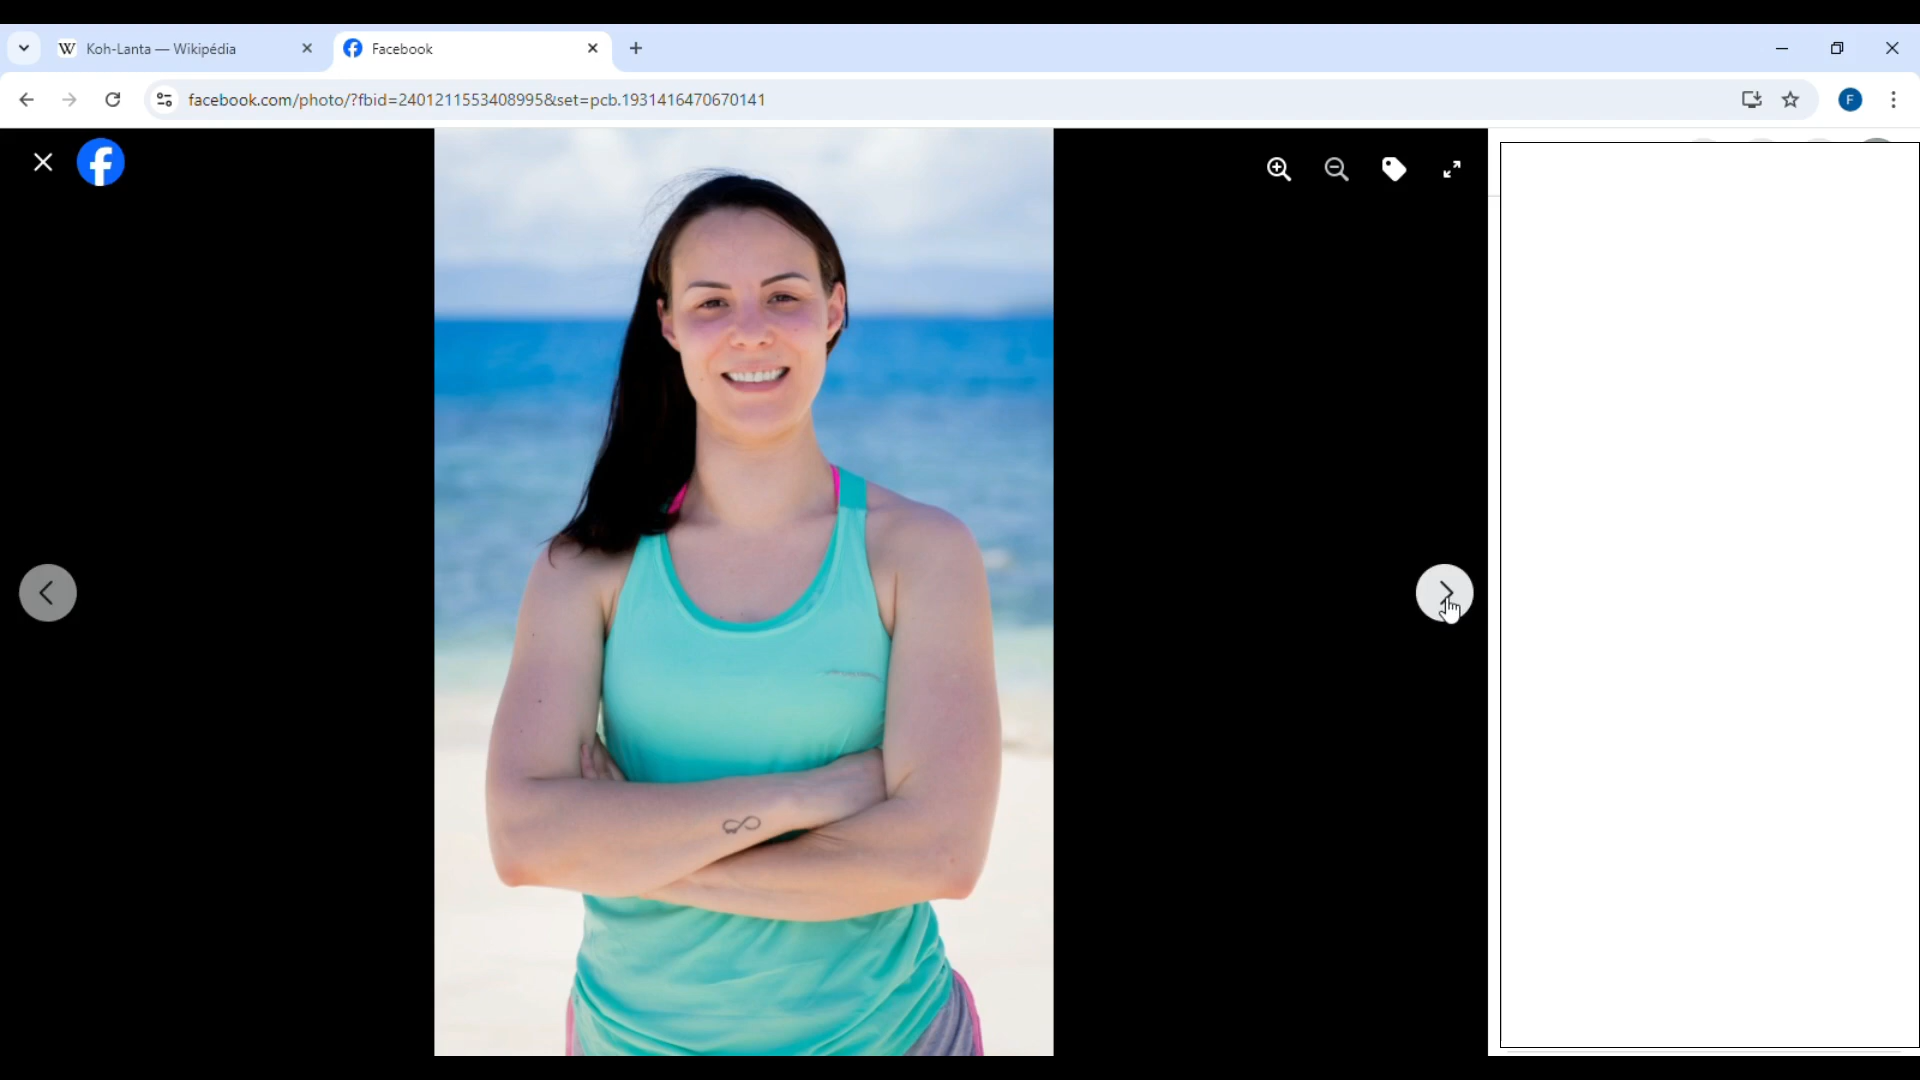 Koh-Lanta — Wikipédia
Facebook
facebook.com/photo/?fbid=2401211553408995&set=pcb.1931416470670141
F